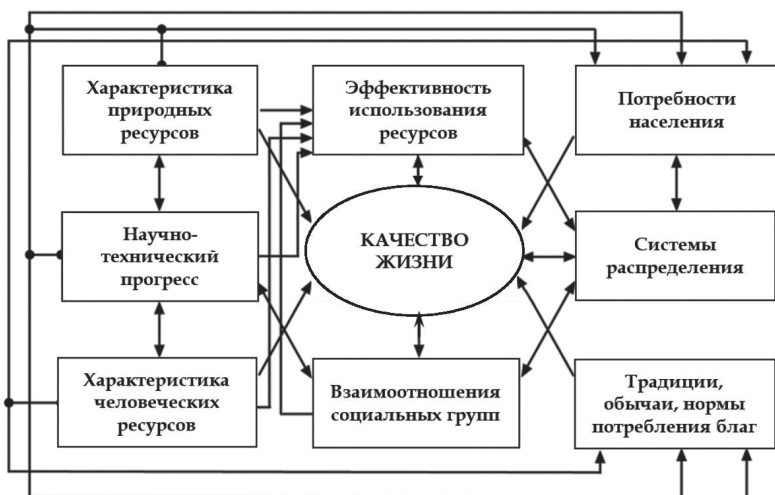 Характеристика
природных
ресурсов
Эффективность
использования
ресурсов
Потребности
населения
Научно-
технический
прогресс
КАЧЕСТВО
ЖИЗНИ
Системы
распределения
Характеристика
человеческих
ресурсов
Взаимоотношения
социальных групп
Традиции,
обычаи, нормы
потребления благ